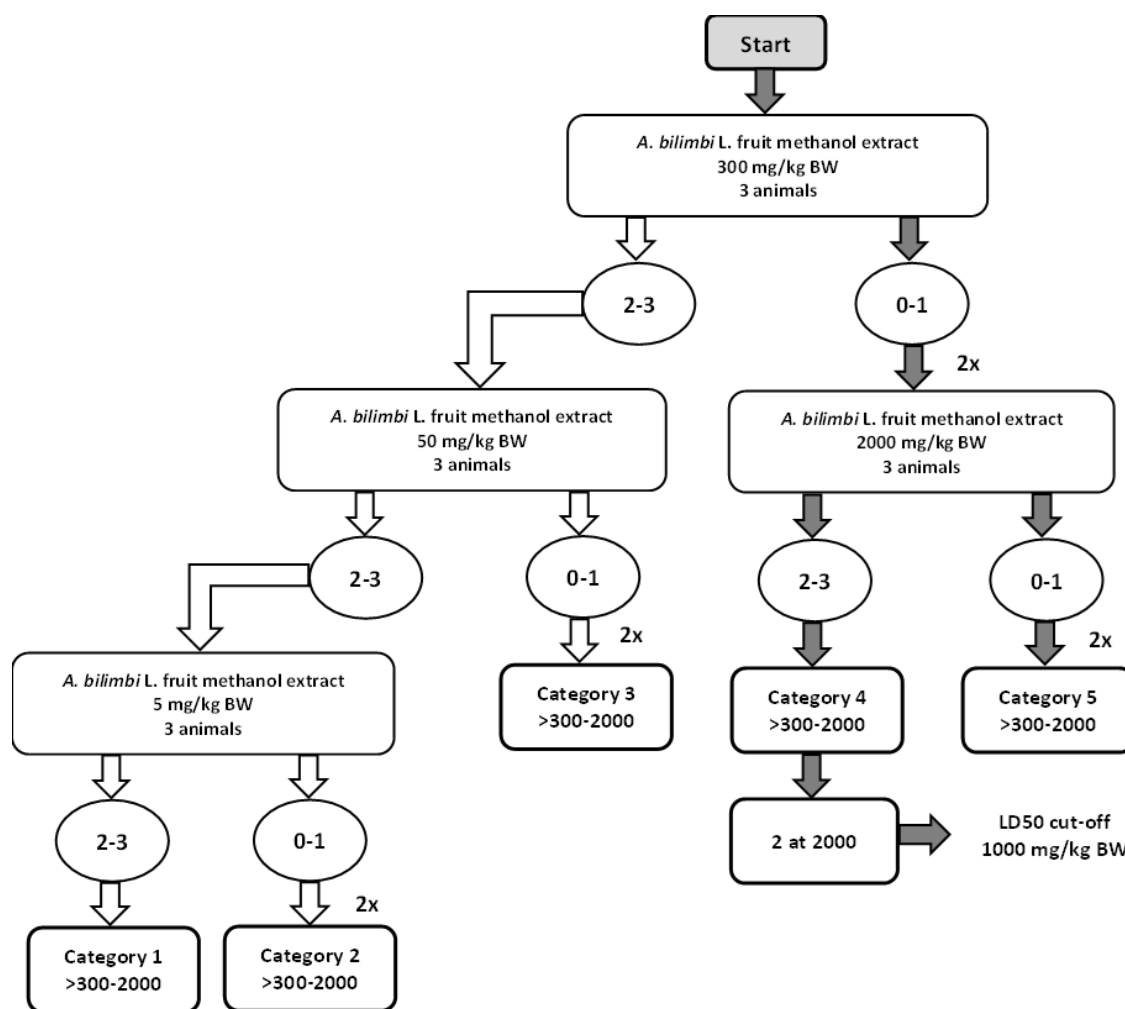 Start
A. bilimbi L. fruit methanol extract
300 mg/kg BW
3 animals
2-3
0-1
2x
A. bilimbi L. fruit methanol extract
50 mg/kg BW
3 animals
A. bilimbi L. fruit methanol extract
2000 mg/kg BW
3 animals
2-3
0-1
2-3
0-1
2x
2x
A. bilimbi L. fruit methanol extract
5 mg/kg BW
3 animals
Category 3
>300-2000
Category 4
>300-2000
Category 5
>300-2000
2-3
0-1
2 at 2000
LD50 cut-off
1000 mg/kg BW
2x
Category 1
>300-2000
Category 2
>300-2000